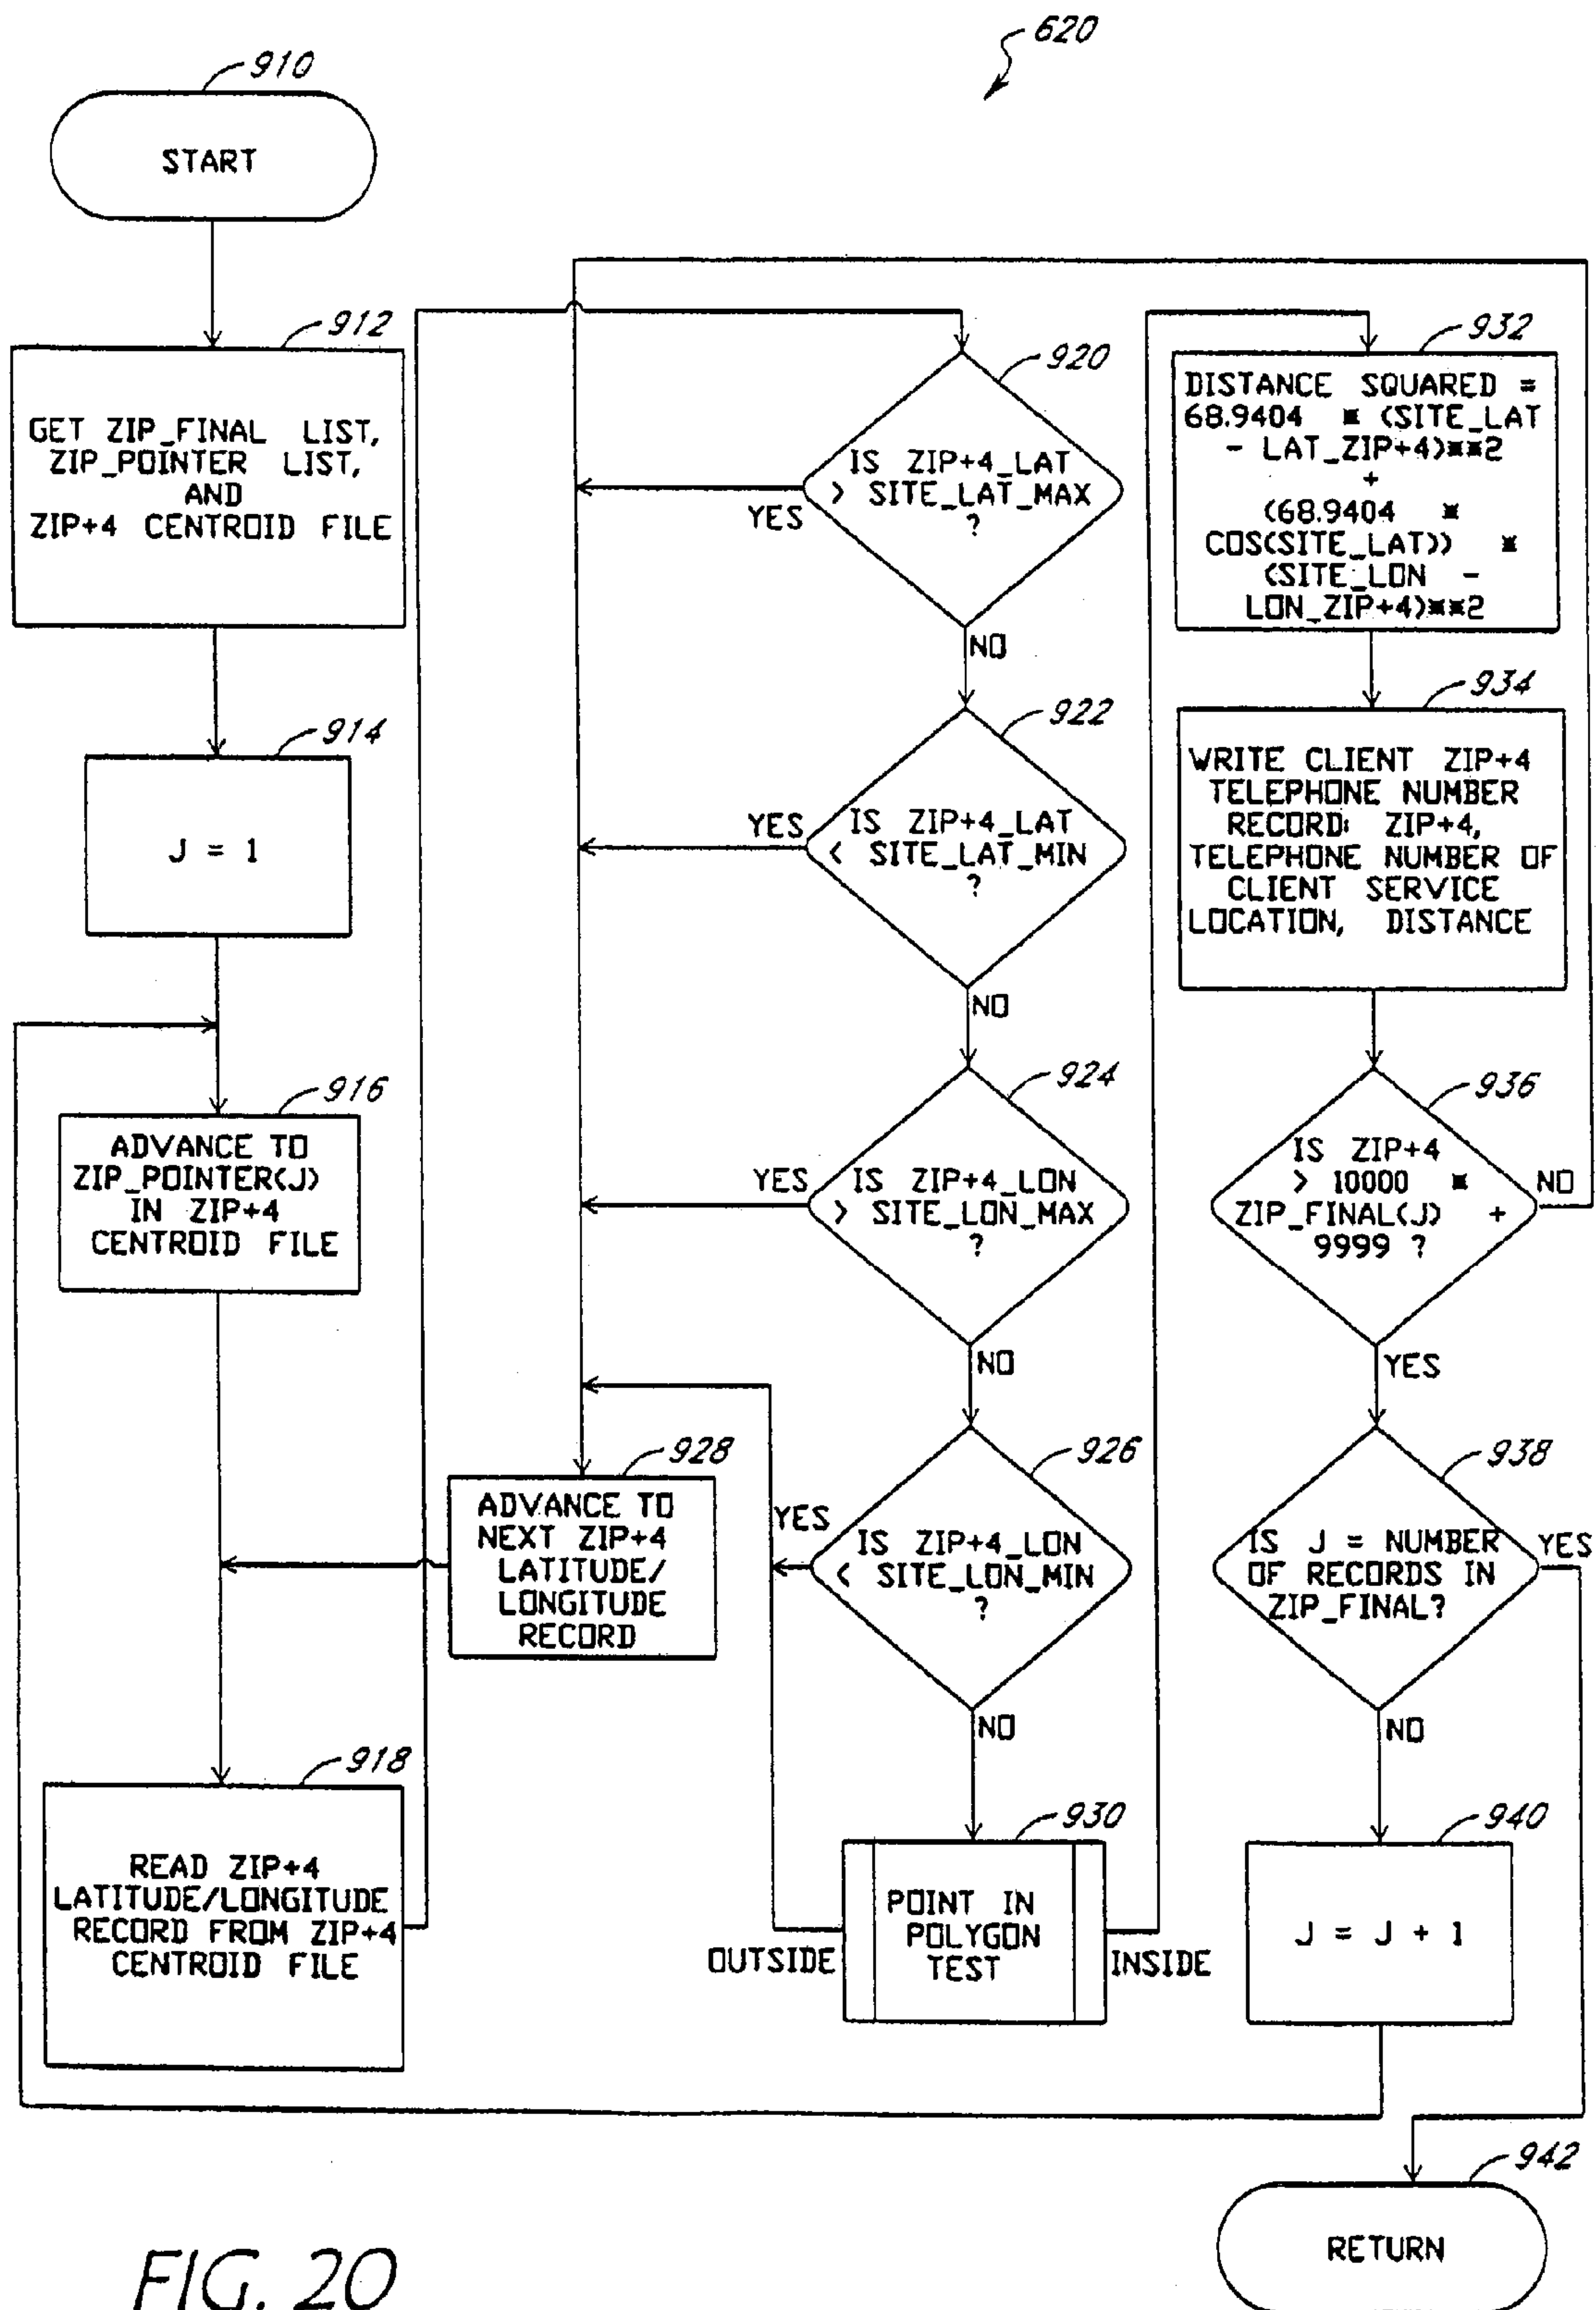 620
910
START
912
GET ZIP_FINAL LIST,
ZIP_POINTER LIST,
AND
ZIP+4 CENTROID FILE
914
J = 1
916
ADVANCE TO
ZIP_POINTER(J)
IN ZIP+4
CENTROID FILE
918
READ ZIP+4
LATITUDE/LONGITUDE
RECORD FROM ZIP+4
CENTROID FILE
920
IS ZIP+4_LAT
> SITE_LAT_MAX
?
YES
NO
922
IS ZIP+4_LAT
< SITE_LAT_MIN
?
YES
NO
924
IS ZIP+4_LON
> SITE_LON_MAX
?
YES
NO
926
IS ZIP+4_LON
< SITE_LON_MIN
?
YES
NO
928
ADVANCE TO
NEXT ZIP+4
LATITUDE/
LONGITUDE
RECORD
930
POINT IN
POLYGON
TEST
OUTSIDE
INSIDE
932
DISTANCE SQUARED =
68.9404 * (SITE_LAT
- LAT_ZIP+4)**2
+
(68.9404 *
COS(SITE_LAT)) *
(SITE_LON -
LON_ZIP+4)**2
934
WRITE CLIENT ZIP+4
TELEPHONE NUMBER
RECORD: ZIP+4,
TELEPHONE NUMBER OF
CLIENT SERVICE
LOCATION, DISTANCE
936
IS ZIP+4
> 10000 *
ZIP_FINAL(J) +
9999 ?
NO
YES
938
IS J = NUMBER
OF RECORDS IN
ZIP_FINAL?
YES
NO
940
J = J + 1
942
RETURN
FIG. 20